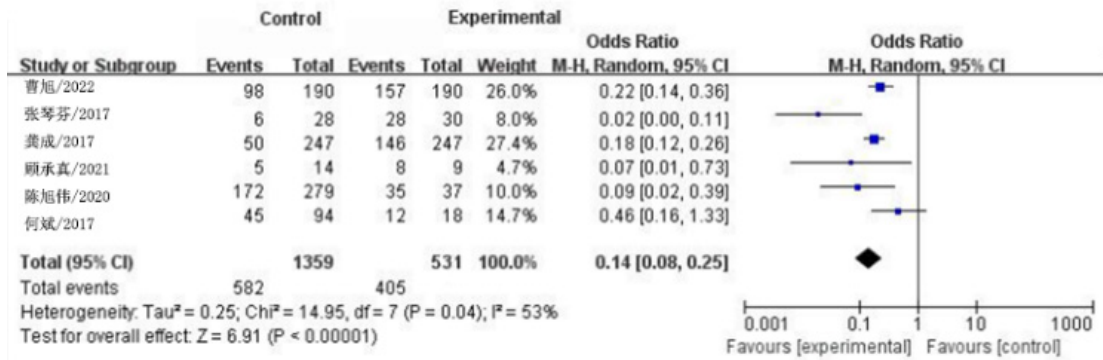 Control Experimental Odds Ratio Odds Ratio
Study or Subgroup Events Total Events Total Weight M-H, Random, 95% CI M-H, Random, 95% CI
曹旭/2022 98 190 157 190 26.0% 0.22 [0.14, 0.36]
张琴芬/2017 6 28 28 30 8.0% 0.02 [0.00, 0.11]
龚成/2017 50 247 146 247 27.4% 0.18 [0.12, 0.26]
顾承真/2021 5 14 8 9 4.7% 0.07 [0.01, 0.73]
陈旭伟/2020 172 279 35 37 10.0% 0.09 [0.02, 0.39]
何斌/2017 45 94 12 18 14.7% 0.46 [0.16, 1.33]
Total (95% CI) 1359 531 100.0% 0.14 [0.08, 0.25]
Total events 582 405
Heterogeneity: Tau² = 0.25; Chi² = 14.95, df = 7 (P = 0.04); I² = 53%
Test for overall effect: Z = 6.91 (P < 0.00001)
0.001 0.1 1 10 1000
Favours [experimental] Favours [control]